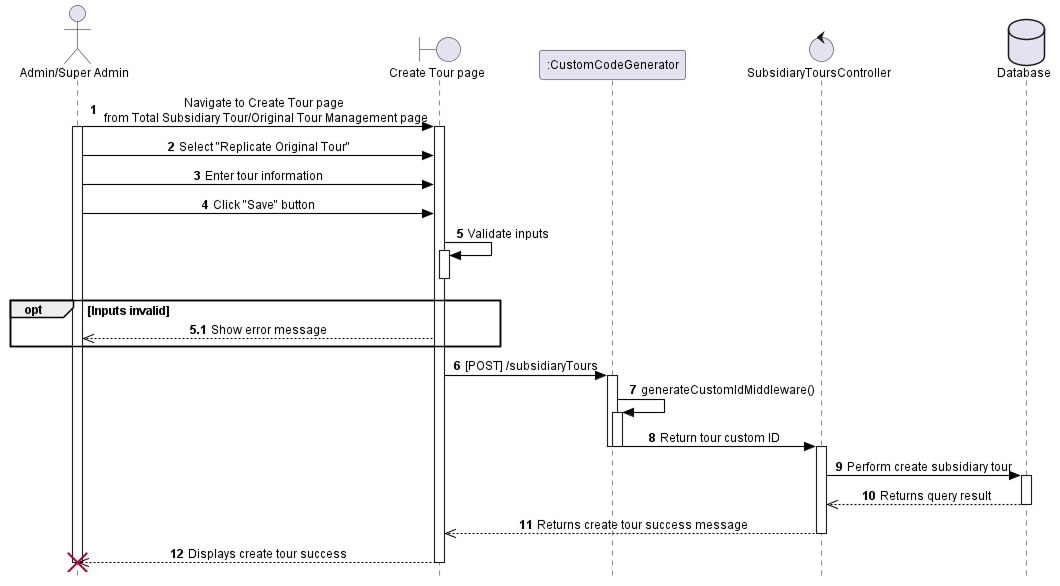 Admin/Super Admin
Create Tour page
:CustomCodeGenerator
SubsidiaryToursController
Database
1 Navigate to Create Tour page
from Total Subsidiary Tour/Original Tour Management page
2 Select "Replicate Original Tour"
3 Enter tour information
4 Click "Save" button
5 Validate inputs
opt [Inputs invalid]
5.1 Show error message
6 [POST] /subsidiaryTours
7 generateCustomIdMiddleware()
8 Return tour custom ID
9 Perform create subsidiary tour
10 Returns query result
11 Returns create tour success message
12 Displays create tour success